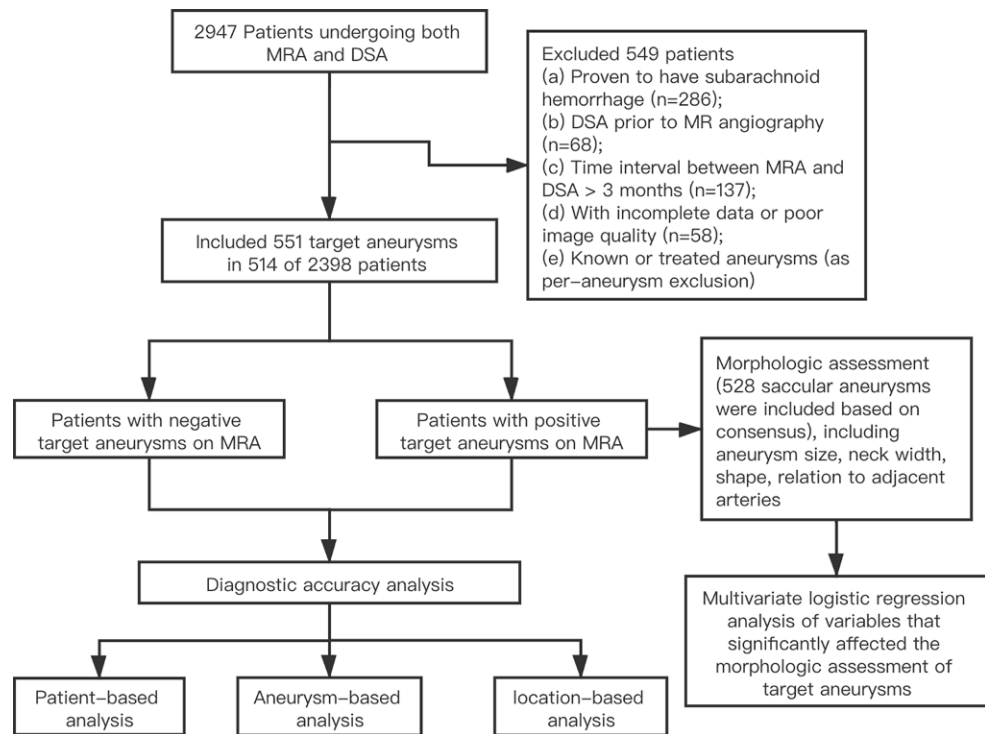 2947 Patients undergoing both
MRA and DSA
Excluded 549 patients
(a) Proven to have subarachnoid
hemorrhage (n=286);
(b) DSA prior to MR angiography
(n=68);
(c) Time interval between MRA and
DSA > 3 months (n=137);
(d) With incomplete data or poor
image quality (n=58);
(e) Known or treated aneurysms (as
per-aneurysm exclusion)
Included 551 target aneurysms
in 514 of 2398 patients
Patients with negative
target aneurysms on MRA
Patients with positive
target aneurysms on MRA
Morphologic assessment
(528 saccular aneurysms
were included based on
consensus), including
aneurysm size, neck width,
shape, relation to adjacent
arteries
Diagnostic accuracy analysis
Multivariate logistic regression
analysis of variables that
significantly affected the
morphologic assessment of
target aneurysms
Patient-based
analysis
Aneurysm-based
analysis
location-based
analysis